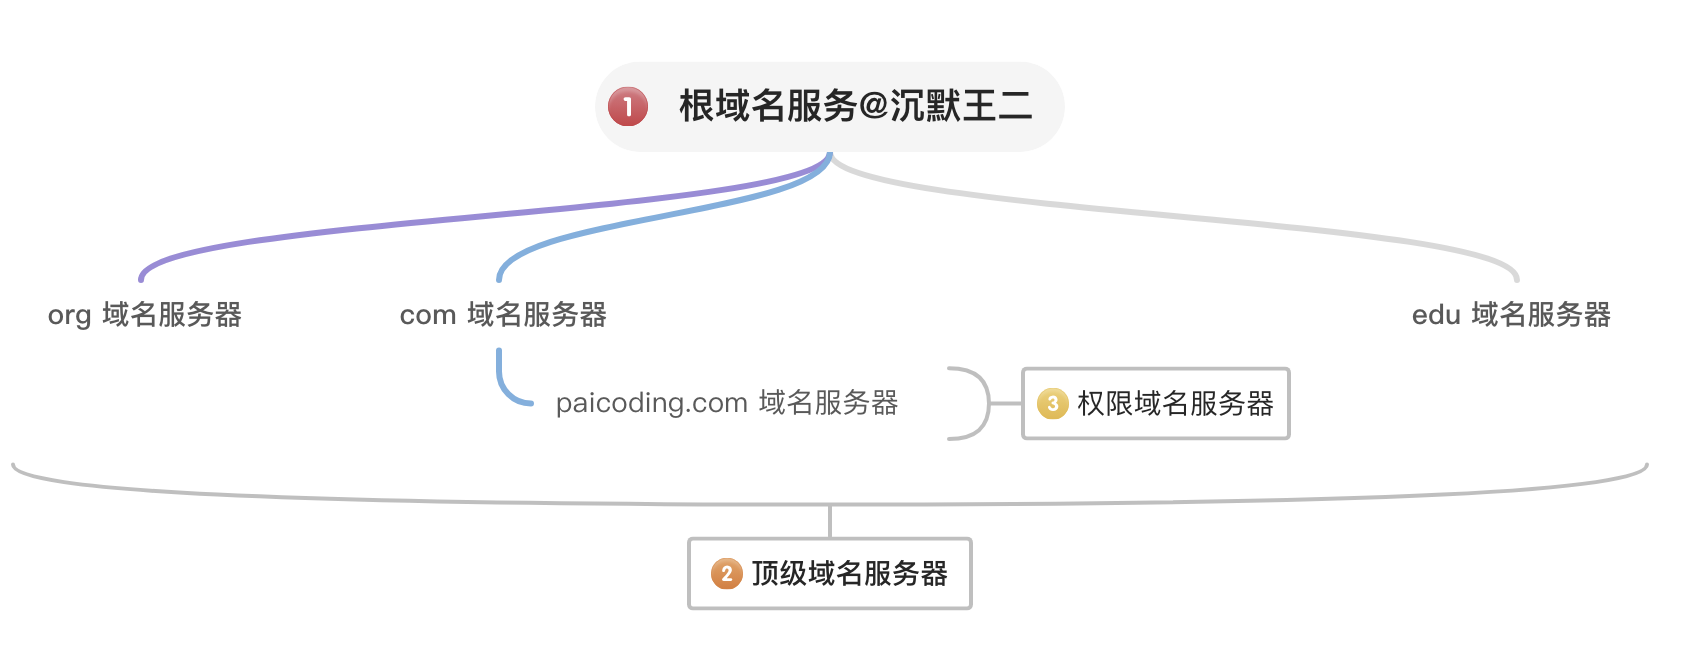 1 根域名服务@沉默王二
org 域名服务器
com 域名服务器
edu 域名服务器
paicoding.com 域名服务器
3 权限域名服务器
2 顶级域名服务器